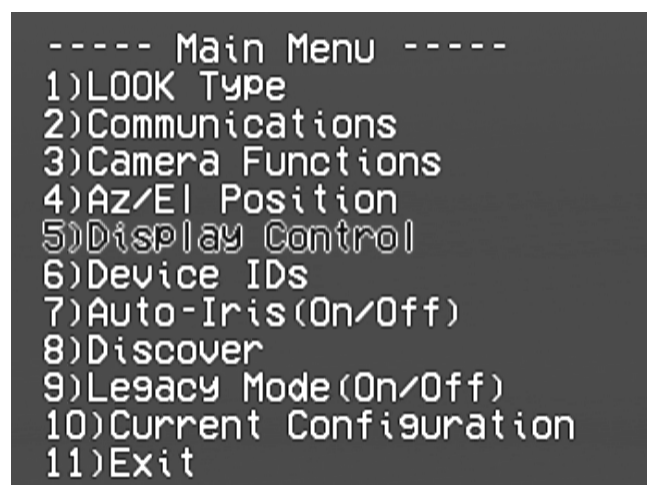 ----- Main Menu -----
1)LOOK Type
2)Communications
3)Camera Functions
4)Az/El Position
5)Display Control
6)Device IDs
7)Auto-Iris(On/Off)
8)Discover
9)Legacy Mode(On/Off)
10)Current Configuration
11)Exit